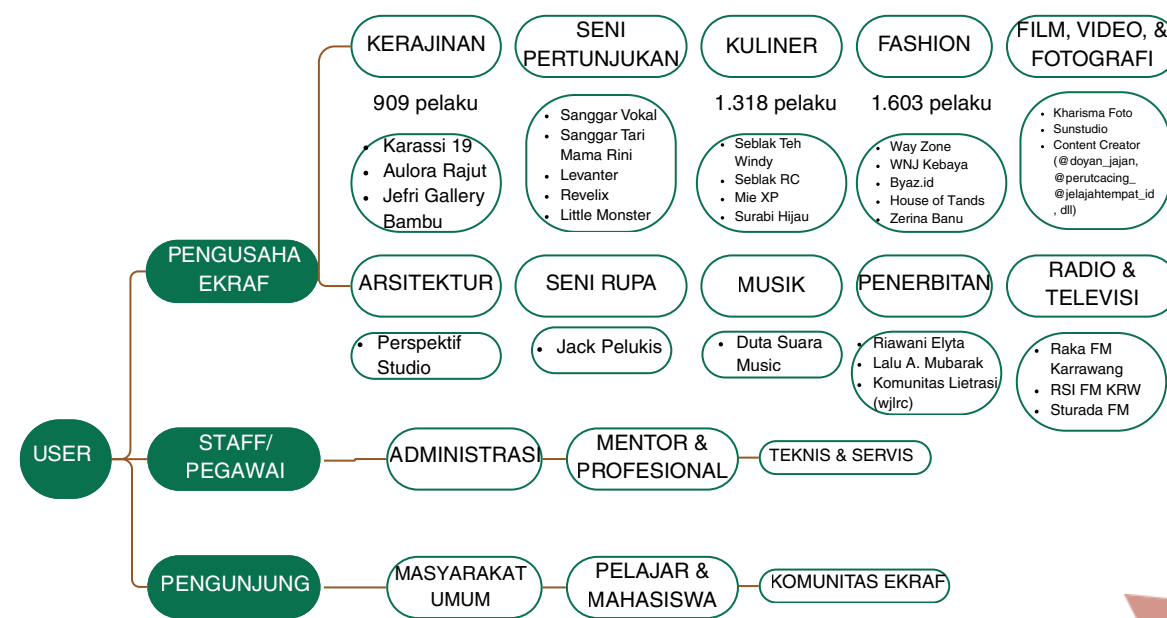 KERAJINAN
SENI
PERTUNJUKAN
KULINER
FASHION
FILM, VIDEO, &
FOTOGRAFI
909 pelaku
1.318 pelaku
1.603 pelaku
• Karassi 19
• Aulora Rajut
• Jefri Gallery
Bambu
• Sanggar Vokal
• Sanggar Tari
Mama Rini
• Levanter
• Revelix
• Little Monster
• Seblak Teh
Windy
• Seblak RC
• Mie XP
• Surabi Hijau
• Way Zone
• WNJ Kebaya
• Byaz.id
• House of Tands
• Zerina Banu
• Kharisma Foto
• Sunstudio
• Content Creator
(@doyan_jajan,
@perutcacing_
@jelajahtempat_id
, dll)
PENGUSAHA
EKRAF
ARSITEKTUR
SENI RUPA
MUSIK
PENERBITAN
RADIO &
TELEVISI
• Perspektif
Studio
• Jack Pelukis
• Duta Suara
Music
• Riawani Elyta
• Lalu A. Mubarak
• Komunitas Lietrasi
(wjlrc)
• Raka FM
Karrawang
• RSI FM KRW
• Sturada FM
USER
STAFF/
PEGAWAI
ADMINISTRASI
MENTOR &
PROFESIONAL
TEKNIS & SERVIS
PENGUNJUNG
MASYARAKAT
UMUM
PELAJAR &
MAHASISWA
KOMUNITAS EKRAF